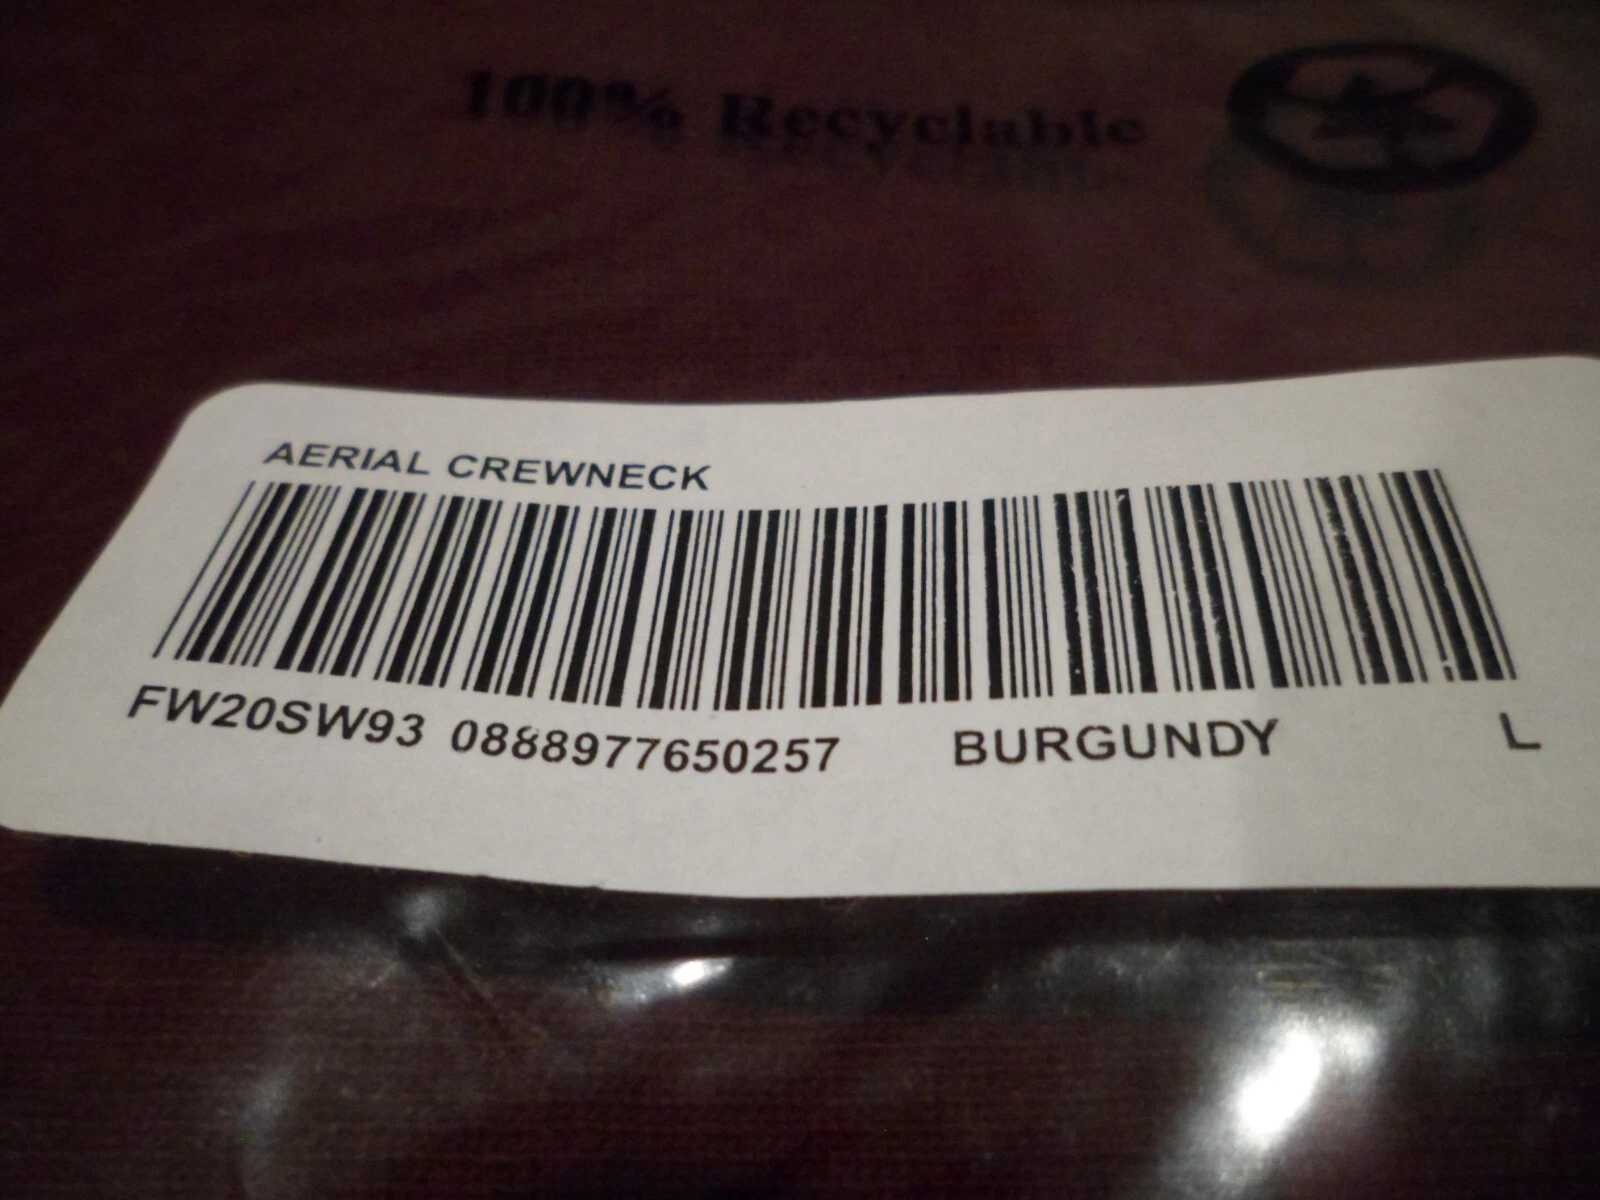 100% Recyclable
AERIAL CREWNECK
FW20SW93 0888977650257 BURGUNDY L